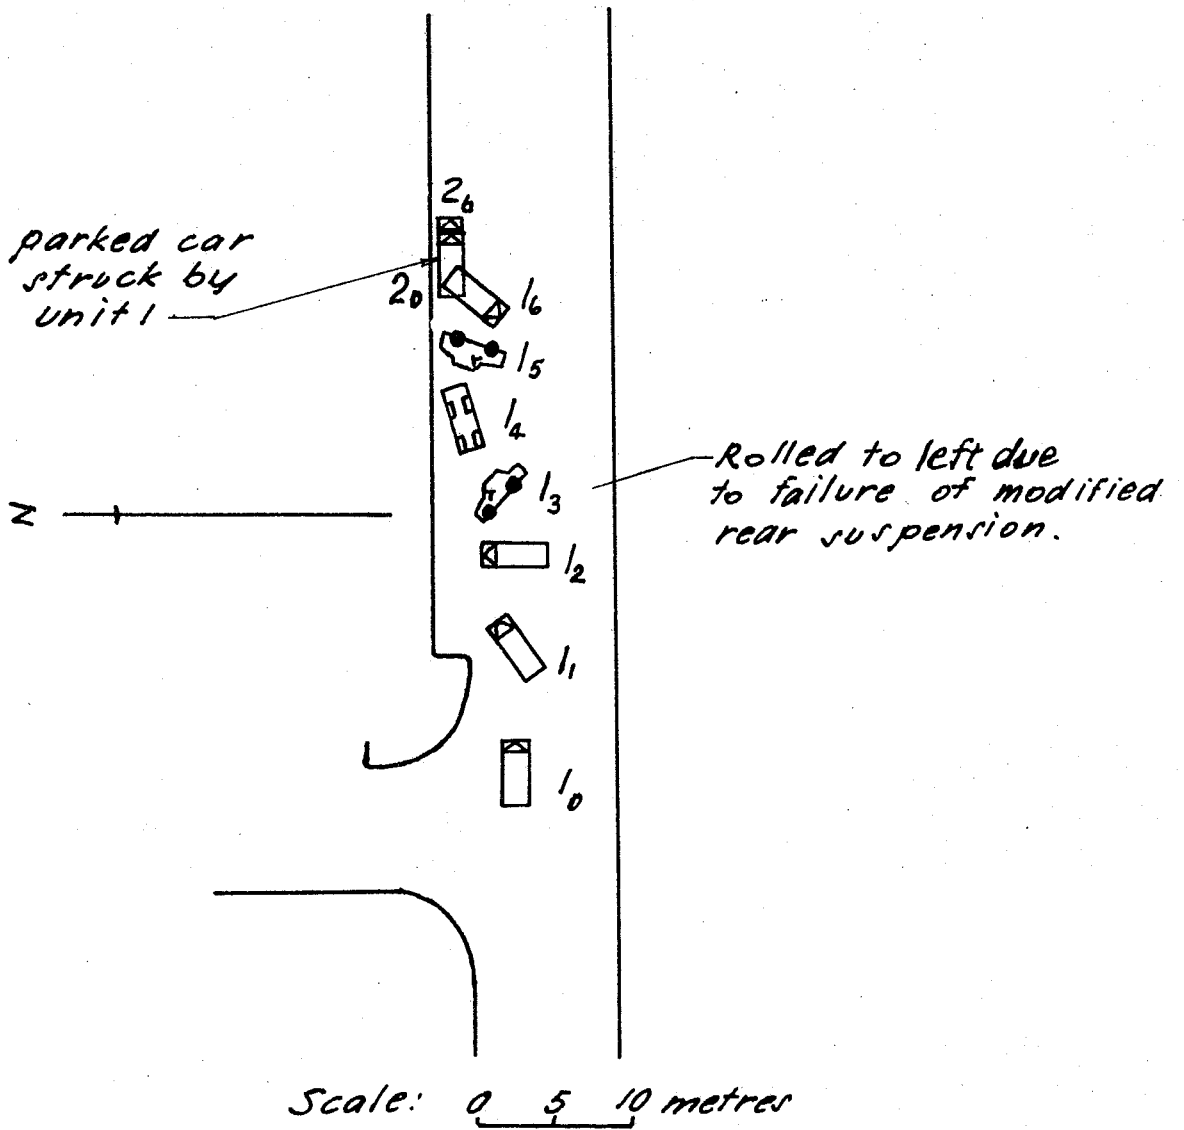 2₆
parked car
struck by
unit 1
2₀
1₆
1₅
1₄
Rolled to left due
to failure of modified
rear suspension.
1₃
N
1₂
1₁
1₀
Scale: 0 5 10 metres